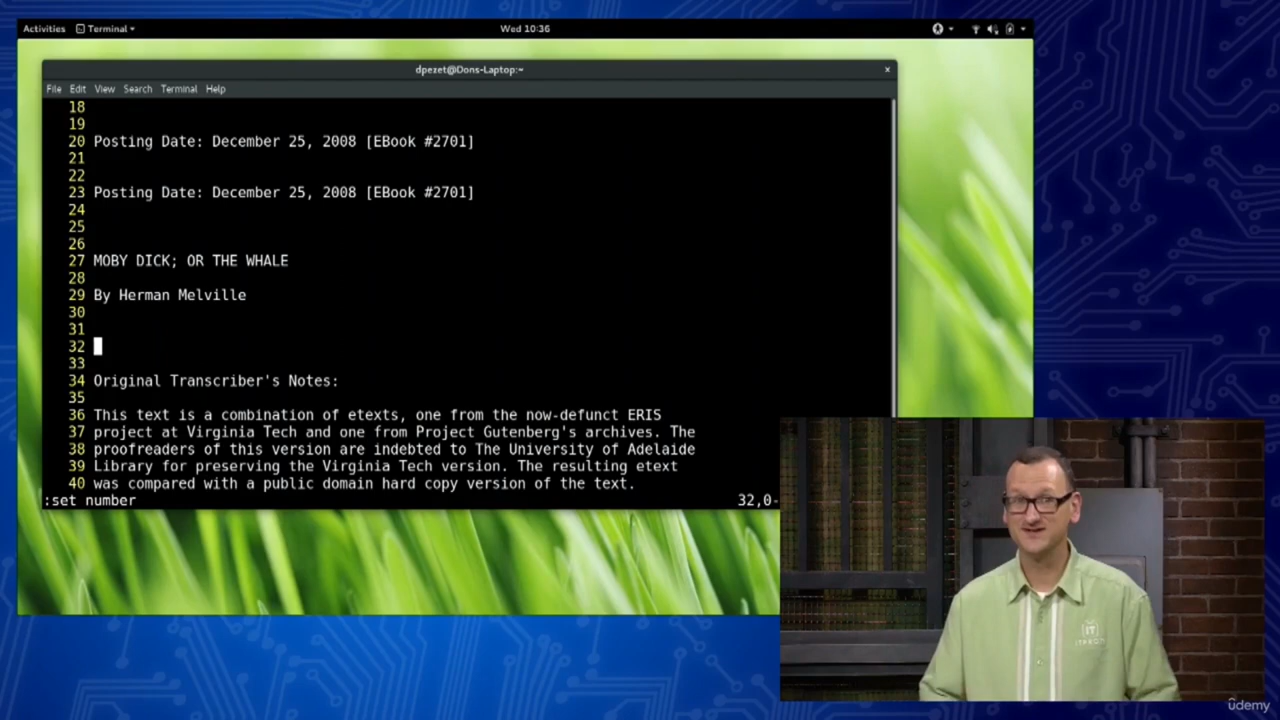 Activities Terminal Wed 10:36
dpezet@Dons-Laptop:~ ×
File Edit View Search Terminal Help
18
19
20 Posting Date: December 25, 2008 [EBook #2701]
21
22
23 Posting Date: December 25, 2008 [EBook #2701]
24
25
26
27 MOBY DICK; OR THE WHALE
28
29 By Herman Melville
30
31
32
33
34 Original Transcriber's Notes:
35
36 This text is a combination of etexts, one from the now-defunct ERIS
37 project at Virginia Tech and one from Project Gutenberg's archives. The
38 proofreaders of this version are indebted to The University of Adelaide
39 Library for preserving the Virginia Tech version. The resulting etext
40 was compared with a public domain hard copy version of the text.
:set number 32,0-
IT
ITPRO
udemy